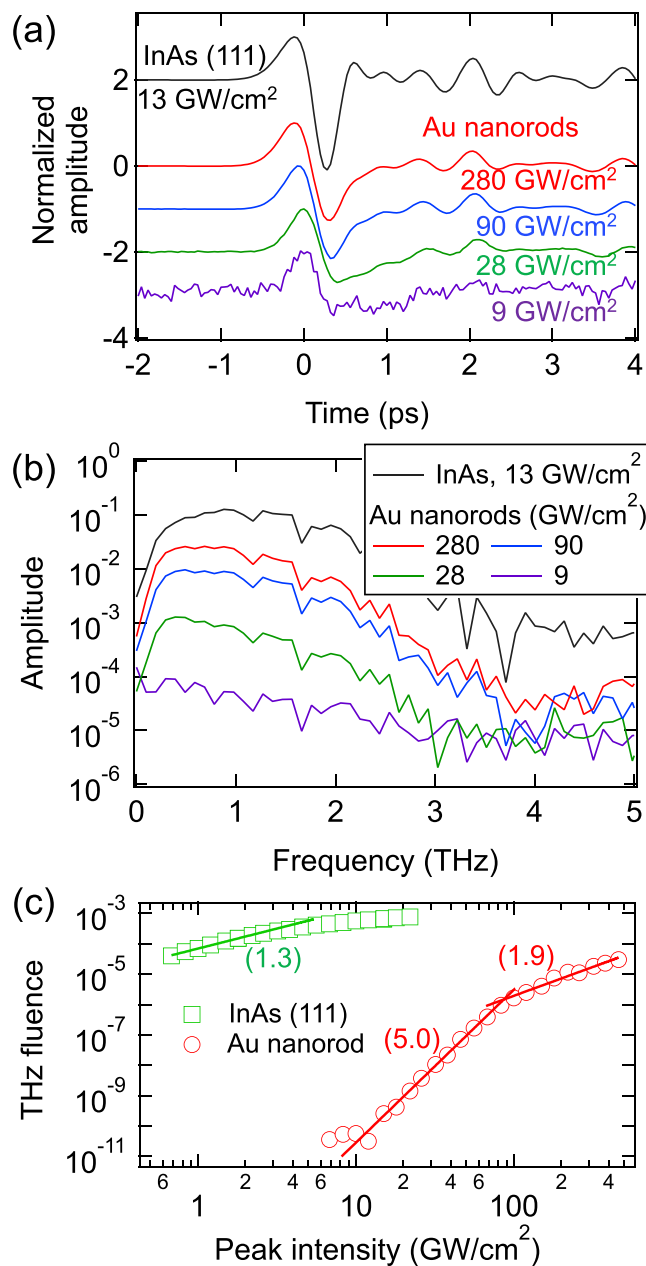 (a)
InAs (111)
13 GW/cm²
Au nanorods
280 GW/cm²
90 GW/cm²
28 GW/cm²
9 GW/cm²
Normalized
amplitude
2
0
-2
-4
-2
-1
0
1
2
3
4
Time (ps)
(b)
InAs, 13 GW/cm²
Au nanorods (GW/cm²)
280
90
28
9
Amplitude
10⁰
10⁻¹
10⁻²
10⁻³
10⁻⁴
10⁻⁵
10⁻⁶
0
1
2
3
4
5
Frequency (THz)
(c)
(1.3)
(1.9)
(5.0)
InAs (111)
Au nanorod
THz fluence
10⁻³
10⁻⁵
10⁻⁷
10⁻⁹
10⁻¹¹
6
1
2
4
6
10
2
4
6
100
2
4
Peak intensity (GW/cm²)